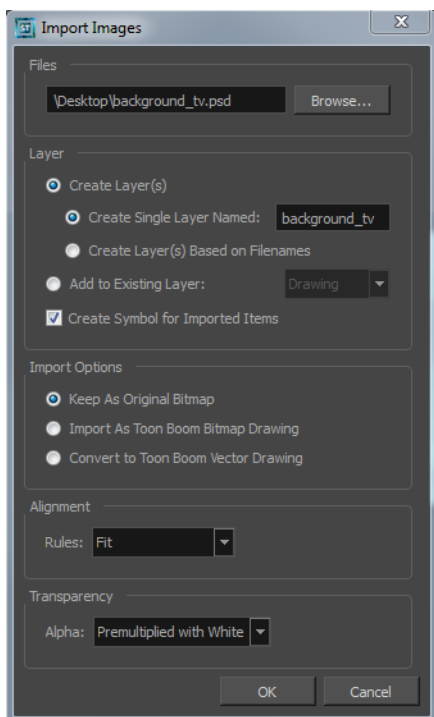 Import Images
Files
\Desktop\background_tv.psd Browse...
Layer
Create Layer(s)
Create Single Layer Named: background_tv
Create Layer(s) Based on Filenames
Add to Existing Layer: Drawing
Create Symbol for Imported Items
Import Options
Keep As Original Bitmap
Import As Toon Boom Bitmap Drawing
Convert to Toon Boom Vector Drawing
Alignment
Rules: Fit
Transparency
Alpha: Premultiplied with White
OK Cancel